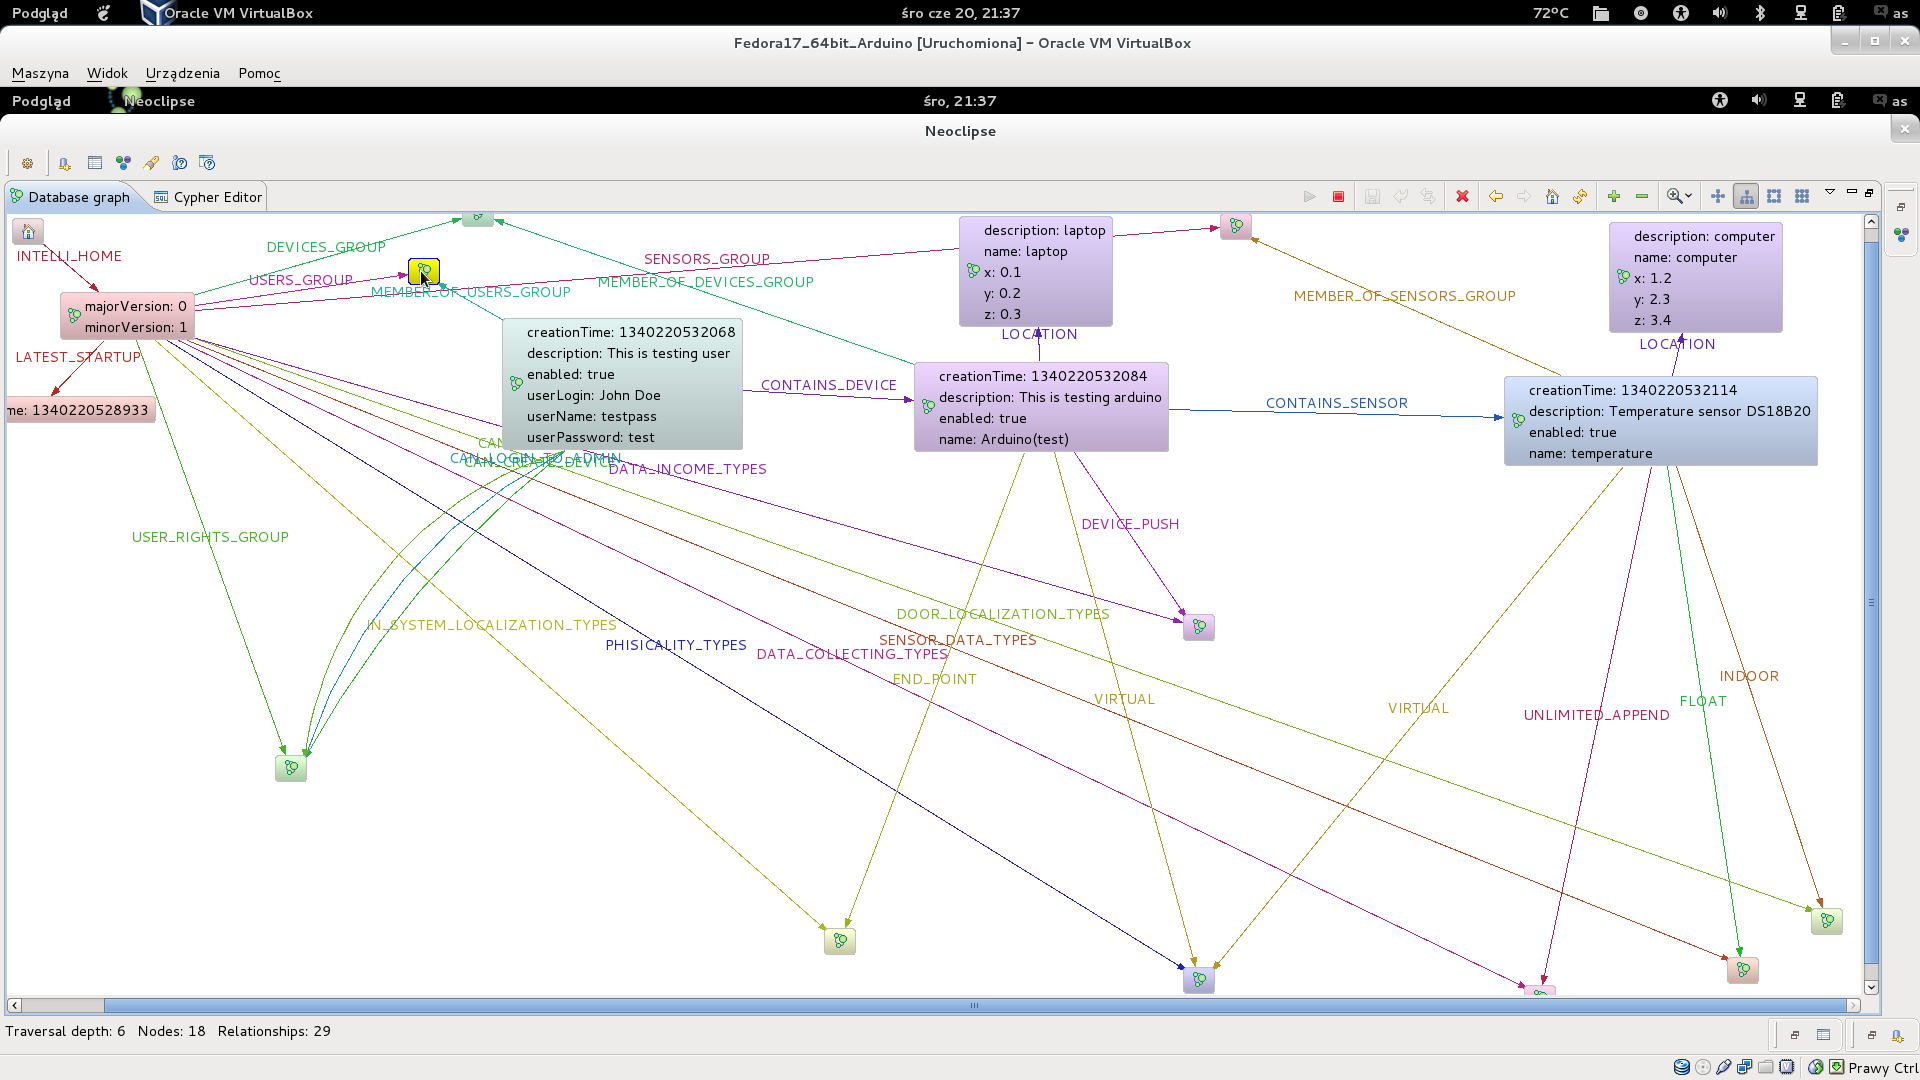 Podgląd
Oracle VM VirtualBox
śro cze 20, 21:37
72°C
as
Fedora17_64bit_Arduino [Uruchomiona] – Oracle VM VirtualBox
Maszyna Widok Urządzenia Pomoc
Podgląd
Neoclipse
śro, 21:37
as
Neoclipse
Database graph
SQL
Cypher Editor
INTELLI_HOME
DEVICES_GROUP
USERS_GROUP
SENSORS_GROUP
MEMBER_OF_USERS_GROUP
MEMBER_OF_DEVICES_GROUP
MEMBER_OF_SENSORS_GROUP
majorVersion: 0
minorVersion: 1
LATEST_STARTUP
me: 1340220528933
description: laptop
name: laptop
x: 0.1
y: 0.2
z: 0.3
LOCATION
description: computer
name: computer
x: 1.2
y: 2.3
z: 3.4
LOCATION
creationTime: 1340220532068
description: This is testing user
enabled: true
userLogin: John Doe
userName: testpass
userPassword: test
CONTAINS_DEVICE
creationTime: 1340220532084
description: This is testing arduino
enabled: true
name: Arduino(test)
CONTAINS_SENSOR
creationTime: 1340220532114
description: Temperature sensor DS18B20
enabled: true
name: temperature
CAN_LOGIN_TO_ADMIN
CAN_CREATE_DEVICE
DATA_INCOME_TYPES
USER_RIGHTS_GROUP
DEVICE_PUSH
IN_SYSTEM_LOCALIZATION_TYPES
PHISICALITY_TYPES
DOOR_LOCALIZATION_TYPES
SENSOR_DATA_TYPES
DATA_COLLECTING_TYPES
END_POINT
VIRTUAL
VIRTUAL
UNLIMITED_APPEND
FLOAT
INDOOR
Traversal depth: 6 Nodes: 18 Relationships: 29
Prawy Ctrl